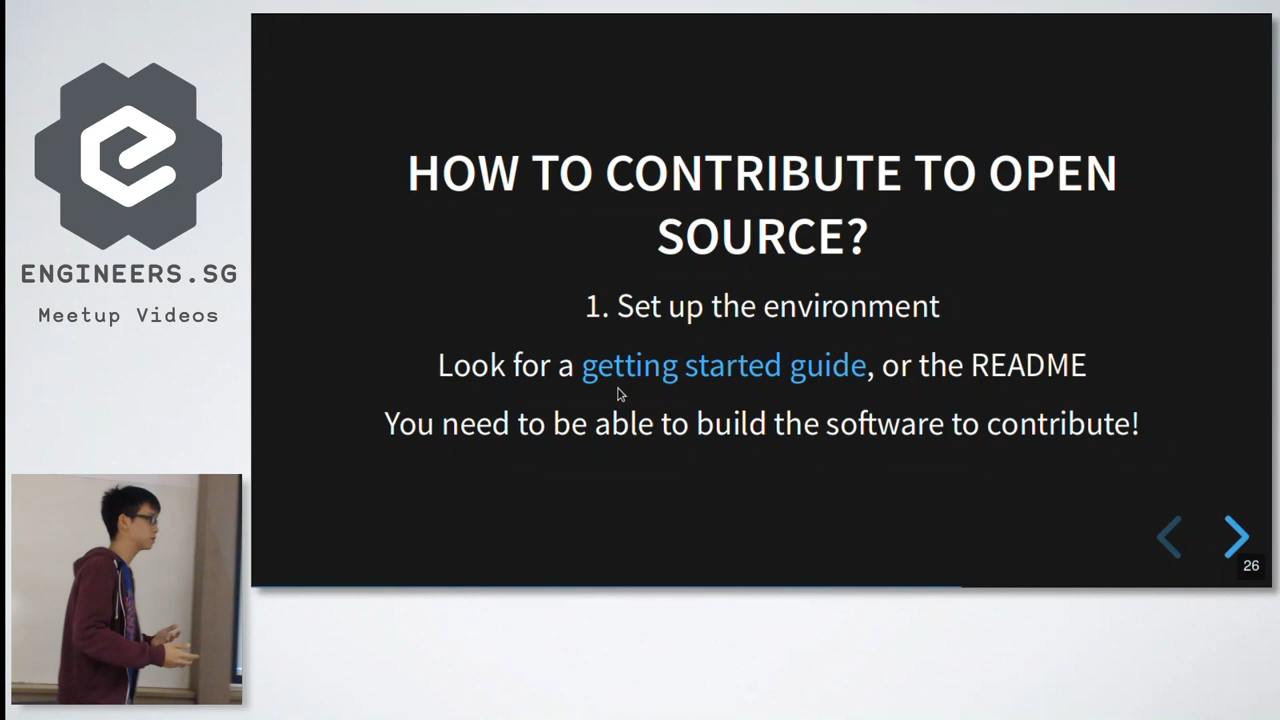 ENGINEERS.SG
Meetup Videos
HOW TO CONTRIBUTE TO OPEN
SOURCE?
1. Set up the environment
Look for a getting started guide, or the README
You need to be able to build the software to contribute!
26